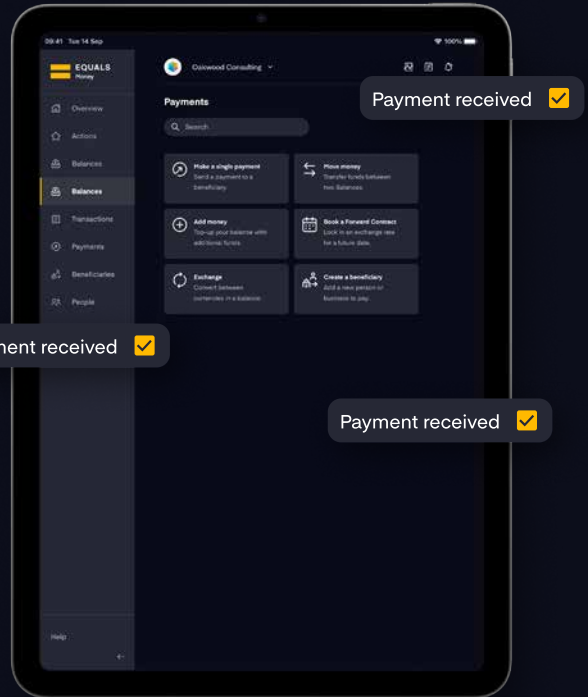 09:41 Tue 14 Sep
100%
EQUALS
Money
Oakwood Consulting
Overview
Actions
Balances
Balances
Transactions
Payments
Beneficiaries
People
Help
Payments
Search
Make a single payment
Send a payment to a
beneficiary.
Move money
Transfer funds between
two Balances.
Add money
Top-up your balance with
additional funds.
Book a Forward Contract
Lock in an exchange rate
for a future date.
Exchange
Convert between
currencies in a balance.
Create a beneficiary
Add a new person or
business to pay.
Payment received
ment received
Payment received